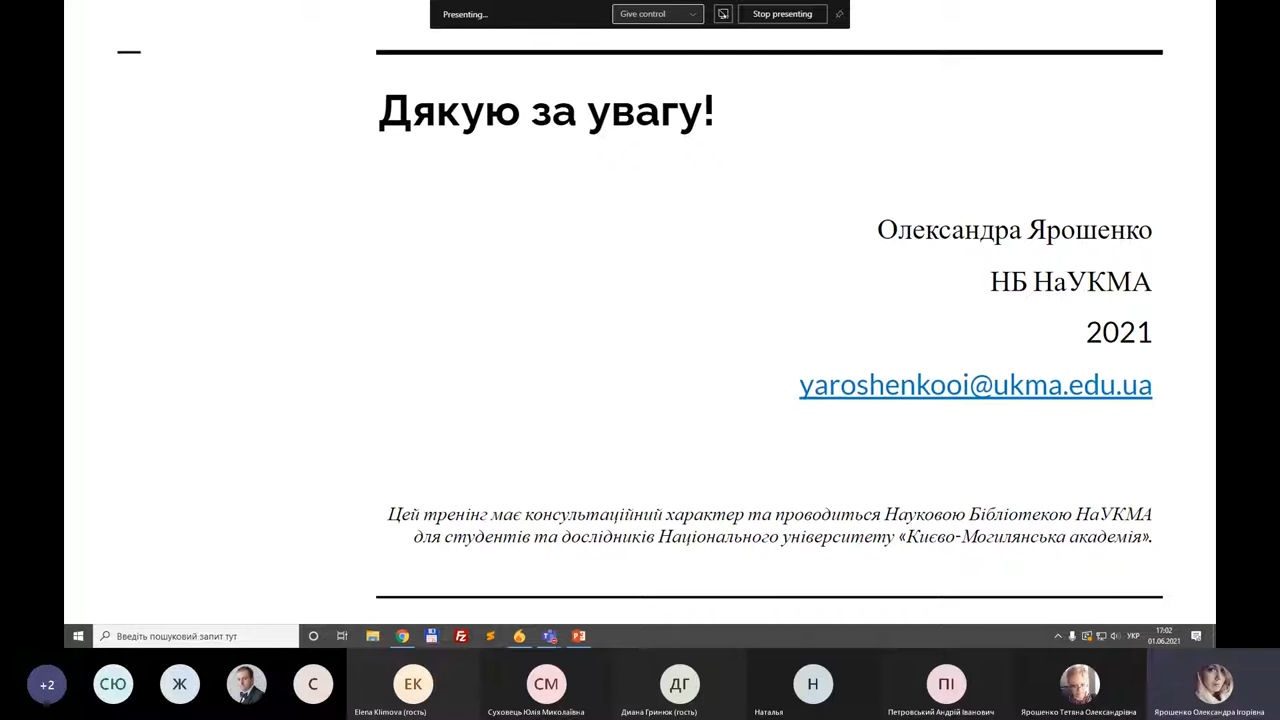 Presenting...
Give control
Stop presenting
Дякую за увагу!
Олександра Ярошенко
НБ НаУКМА
2021
yaroshenkooi@ukma.edu.ua
Цей тренінг має консультаційний характер та проводиться Науковою Бібліотекою НаУКМА
для студентів та дослідників Національного університету «Києво-Могилянська академія».
Введіть пошуковий запит тут
УКР
17:02
01.06.2021
+2
СЮ
Ж
С
ЕК
СМ
ДГ
Н
ПІ
Elena Klimova (гость)
Суховець Юлія Миколаївна
Диана Гринюк (гость)
Наталья
Петровський Андрій Іванович
Ярошенко Тетяна Олександрівна
Ярошенко Олександра Ігорівна